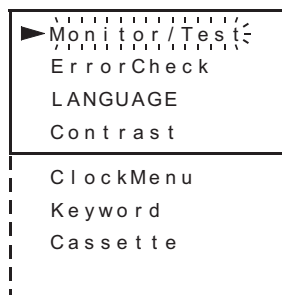 Monitor/Test
ErrorCheck
LANGUAGE
Contrast
ClockMenu
Keyword
Cassette